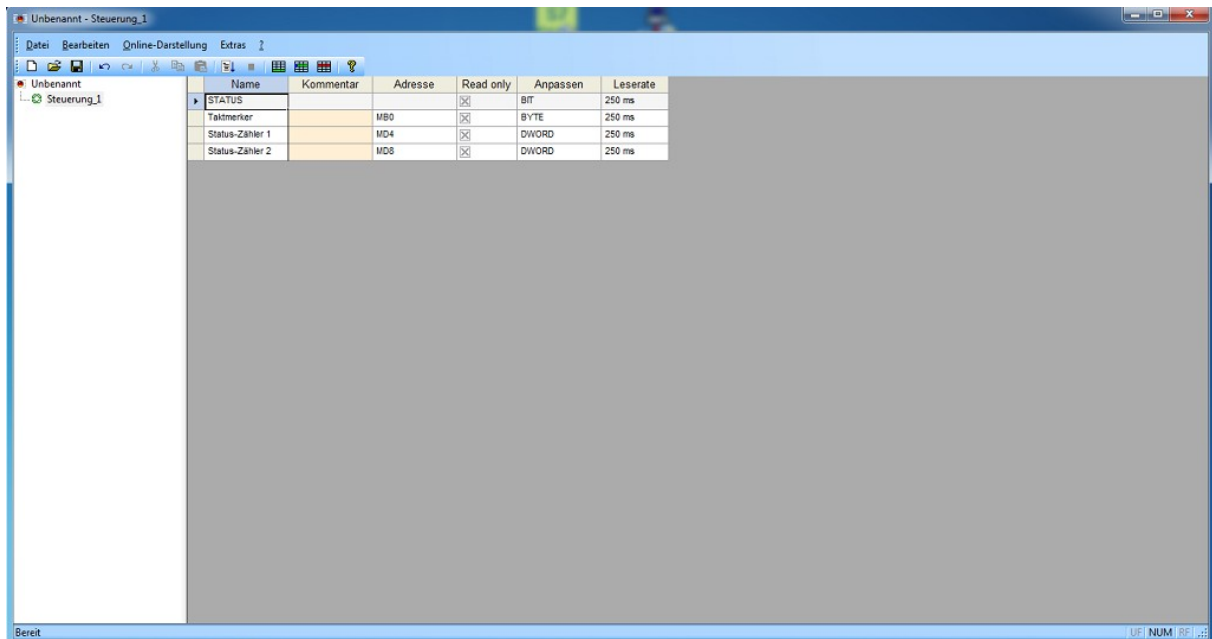 Unbenannt - Steuerung_1
Datei Bearbeiten Online-Darstellung Extras ?
Unbenannt
Steuerung_1
Name Kommentar Adresse Read only Anpassen Leserate
STATUS BIT 250 ms
Taktmerker MB0 BYTE 250 ms
Status-Zähler 1 MD4 DWORD 250 ms
Status-Zähler 2 MD8 DWORD 250 ms
Bereit UF NUM RF